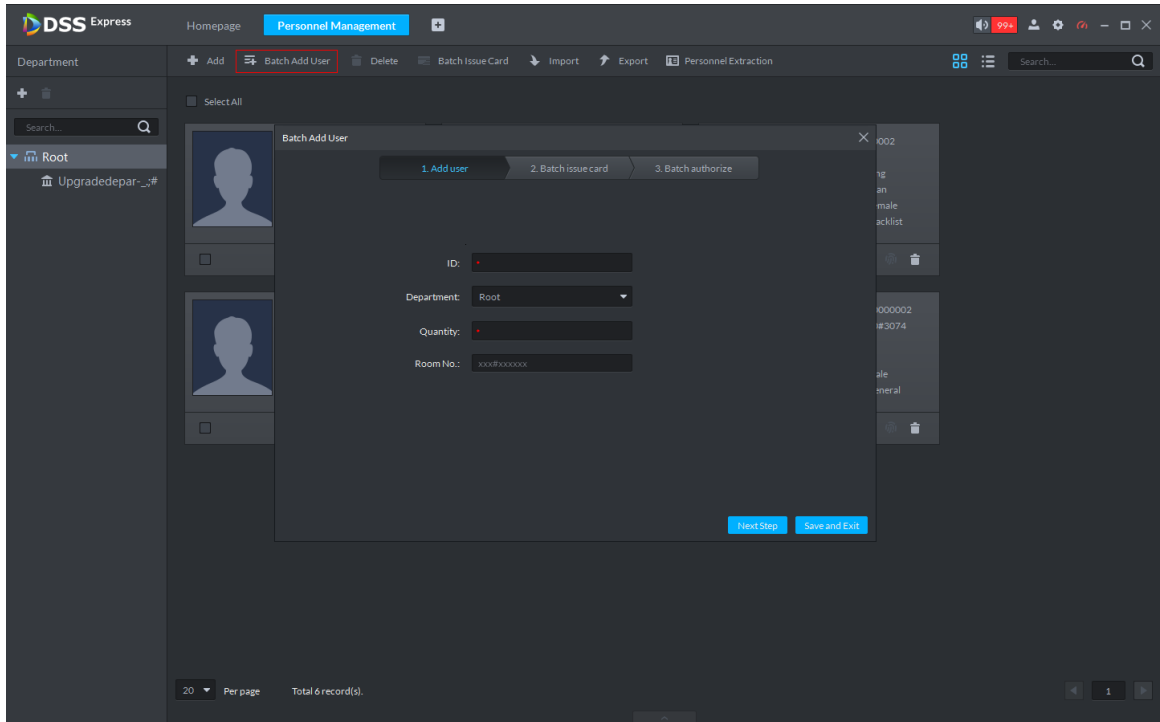 DSS Express
Homepage
Personnel Management
99+
Department
Add
Batch Add User
Delete
Batch Issue Card
Import
Export
Personnel Extraction
Search...
Select All
Search...
Root
Upgradedepar-_.;#
Batch Add User
1. Add user
2. Batch issue card
3. Batch authorize
ID:
Department: Root
Quantity:
Room No.: xxx#xxxxxx
Next Step
Save and Exit
0000002
#3074
20
Per page
Total 6 record(s).
1